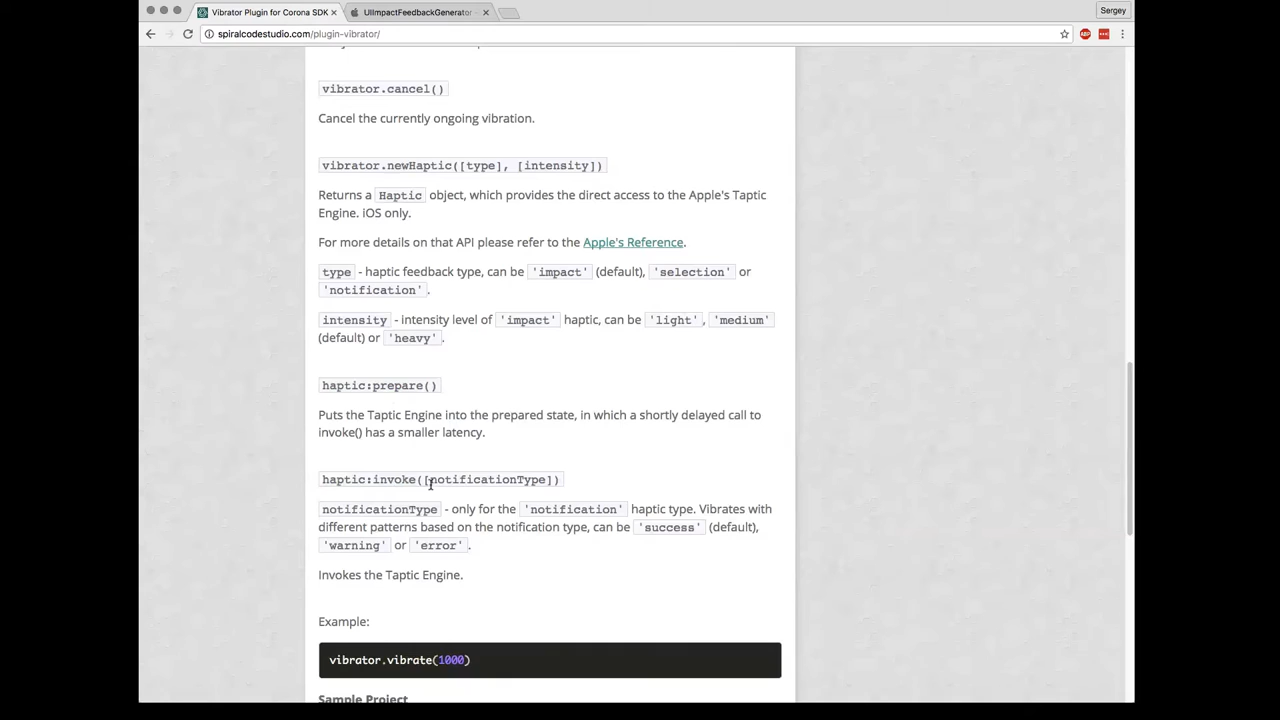 Vibrator Plugin for Corona SDK
UIImpactFeedbackGenerator
Sergey
spiralcodestudio.com/plugin-vibrator/
ABP
vibrator.cancel()
Cancel the currently ongoing vibration.
vibrator.newHaptic([type], [intensity])
Returns a Haptic object, which provides the direct access to the Apple's Taptic
Engine. iOS only.
For more details on that API please refer to the Apple's Reference.
type - haptic feedback type, can be 'impact' (default), 'selection' or
'notification'.
intensity - intensity level of 'impact' haptic, can be 'light', 'medium'
(default) or 'heavy'.
haptic:prepare()
Puts the Taptic Engine into the prepared state, in which a shortly delayed call to
invoke() has a smaller latency.
haptic:invoke([notificationType])
notificationType - only for the 'notification' haptic type. Vibrates with
different patterns based on the notification type, can be 'success' (default),
'warning' or 'error'.
Invokes the Taptic Engine.
Example:
vibrator.vibrate(1000)
Sample Project